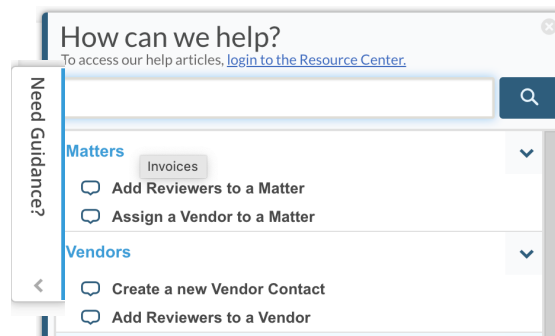 How can we help?
To access our help articles, login to the Resource Center.
Need Guidance?
Matters
Invoices
Add Reviewers to a Matter
Assign a Vendor to a Matter
Vendors
Create a new Vendor Contact
Add Reviewers to a Vendor